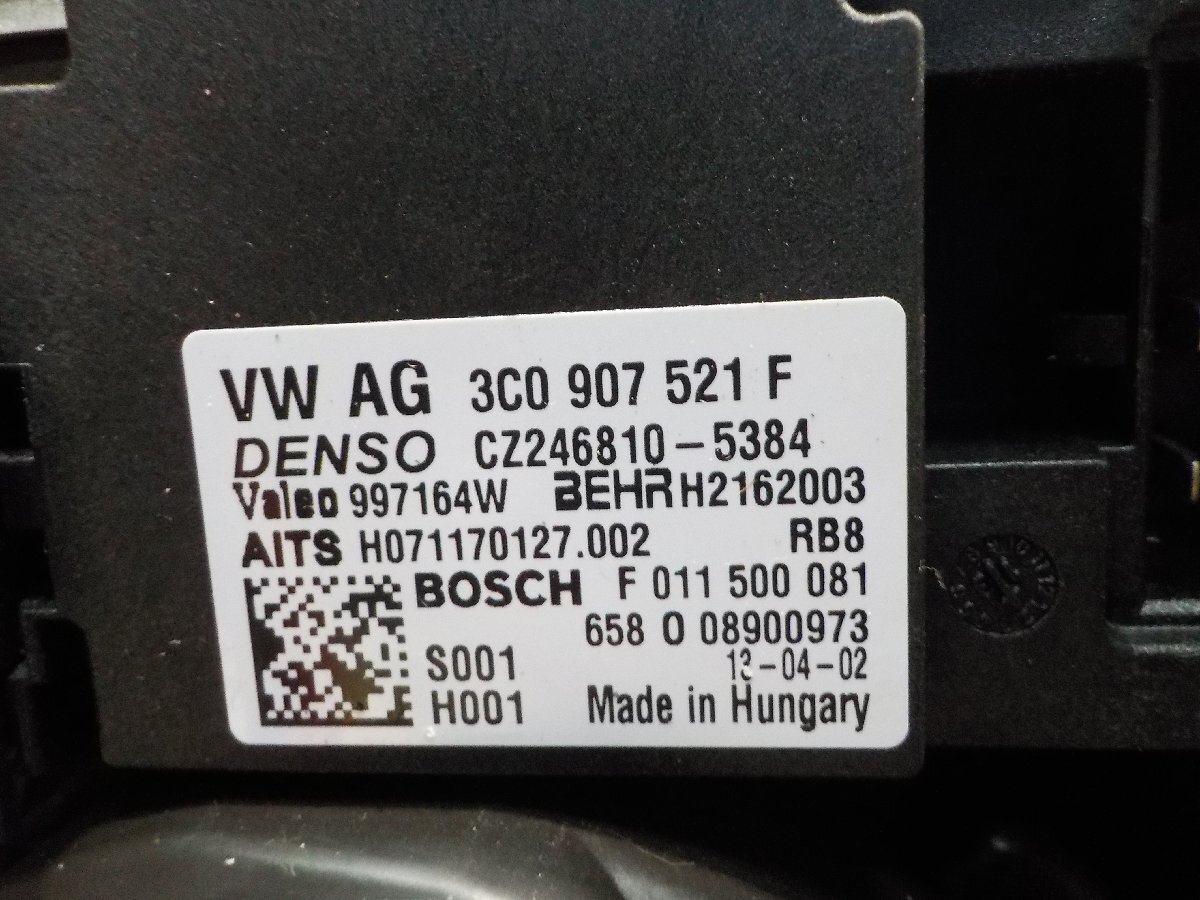 VW AG 3C0 907 521 F
DENSO CZ246810-5384
Valeo 997164W BEHR H2162003
AITS H071170127.002 RB8
BOSCH F 011 500 081
658 0 08900973
S001 13-04-02
H001 Made in Hungary